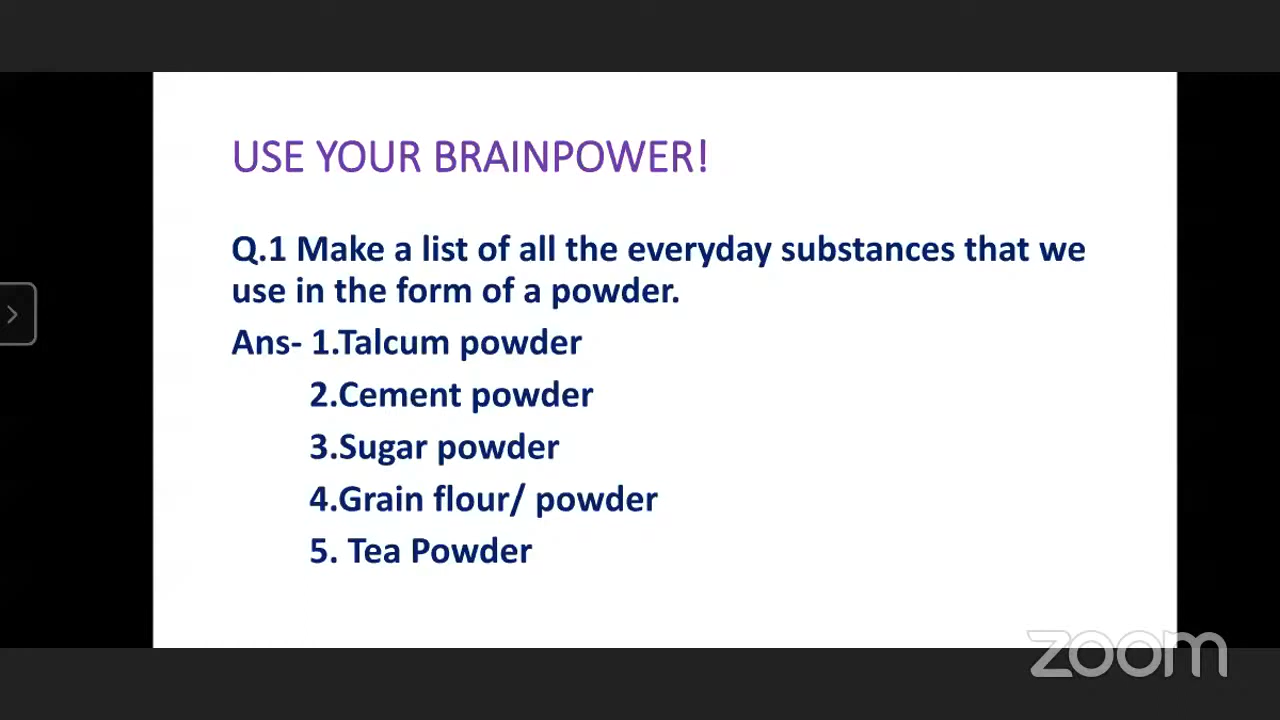 USE YOUR BRAINPOWER!
Q.1 Make a list of all the everyday substances that we
use in the form of a powder.
Ans- 1.Talcum powder
2.Cement powder
3.Sugar powder
4.Grain flour/ powder
5. Tea Powder
zoom